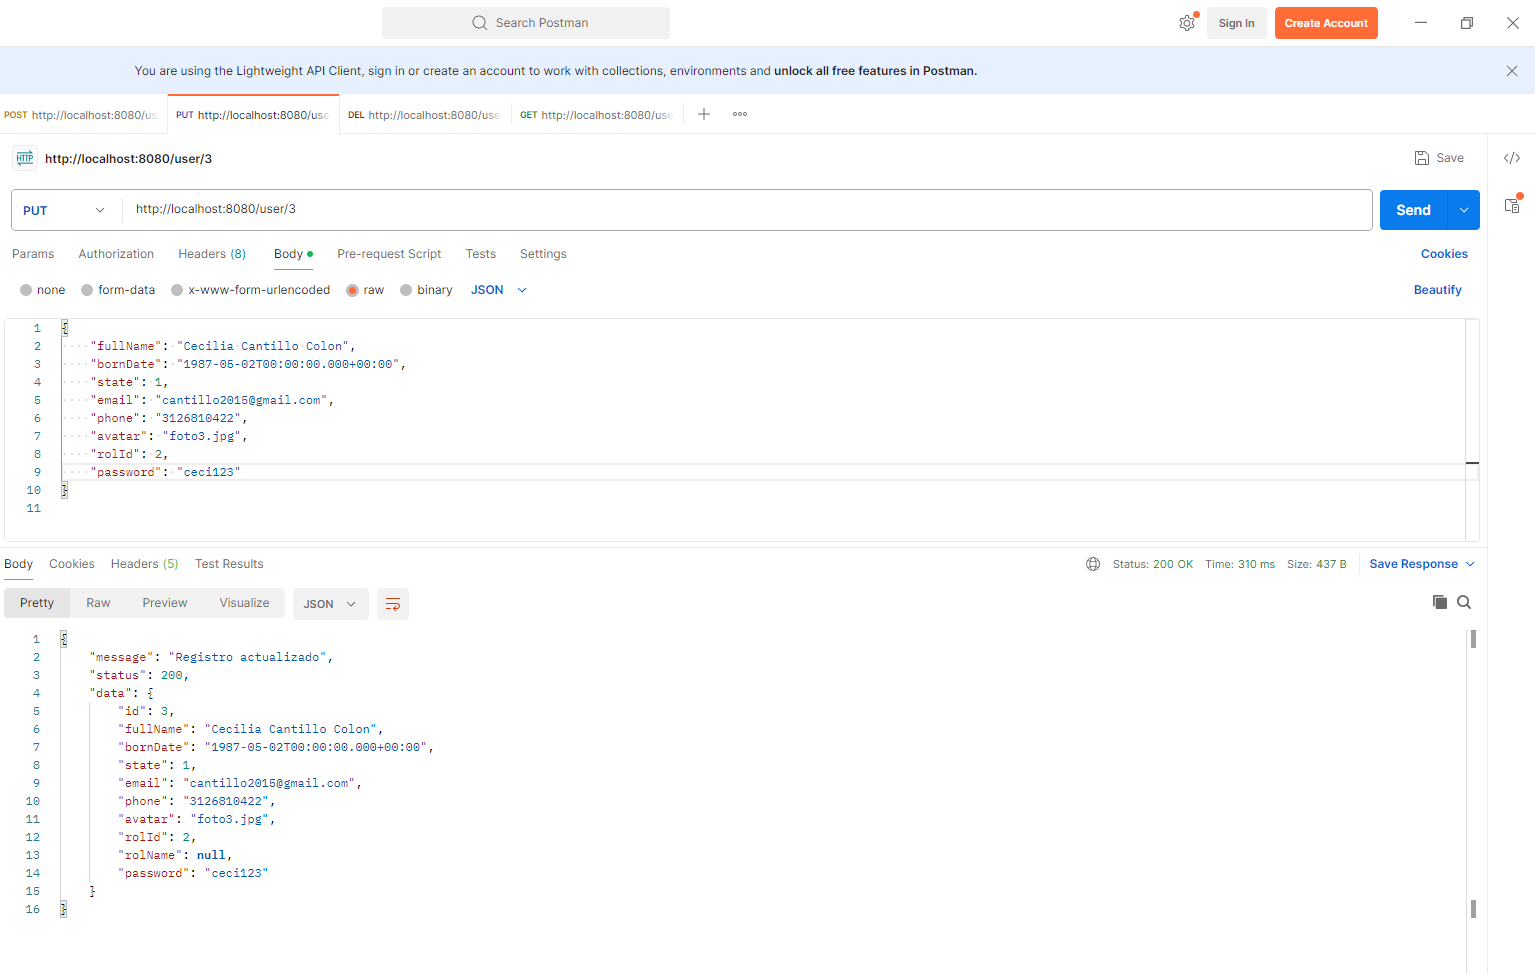 Search Postman
Sign In
Create Account
You are using the Lightweight API Client, sign in or create an account to work with collections, environments and unlock all free features in Postman.
POST http://localhost:8080/us
PUT http://localhost:8080/use
DEL http://localhost:8080/use
GET http://localhost:8080/use
HTTP http://localhost:8080/user/3
Save
</>
PUT
http://localhost:8080/user/3
Send
Params Authorization Headers (8) Body Pre-request Script Tests Settings
Cookies
none form-data x-www-form-urlencoded raw binary JSON
Beautify
1 {
2 "fullName": "Cecilia Cantillo Colon",
3 "bornDate": "1987-05-02T00:00:00.000+00:00",
4 "state": 1,
5 "email": "cantillo2015@gmail.com",
6 "phone": "3126810422",
7 "avatar": "foto3.jpg",
8 "rolId": 2,
9 "password": "ceci123"
10 }
11
Body Cookies Headers (5) Test Results
Status: 200 OK Time: 310 ms Size: 437 B
Save Response
Pretty Raw Preview Visualize
JSON
1 {
2 "message": "Registro actualizado",
3 "status": 200,
4 "data": {
5 "id": 3,
6 "fullName": "Cecilia Cantillo Colon",
7 "bornDate": "1987-05-02T00:00:00.000+00:00",
8 "state": 1,
9 "email": "cantillo2015@gmail.com",
10 "phone": "3126810422",
11 "avatar": "foto3.jpg",
12 "rolId": 2,
13 "rolName": null,
14 "password": "ceci123"
15 }
16 }